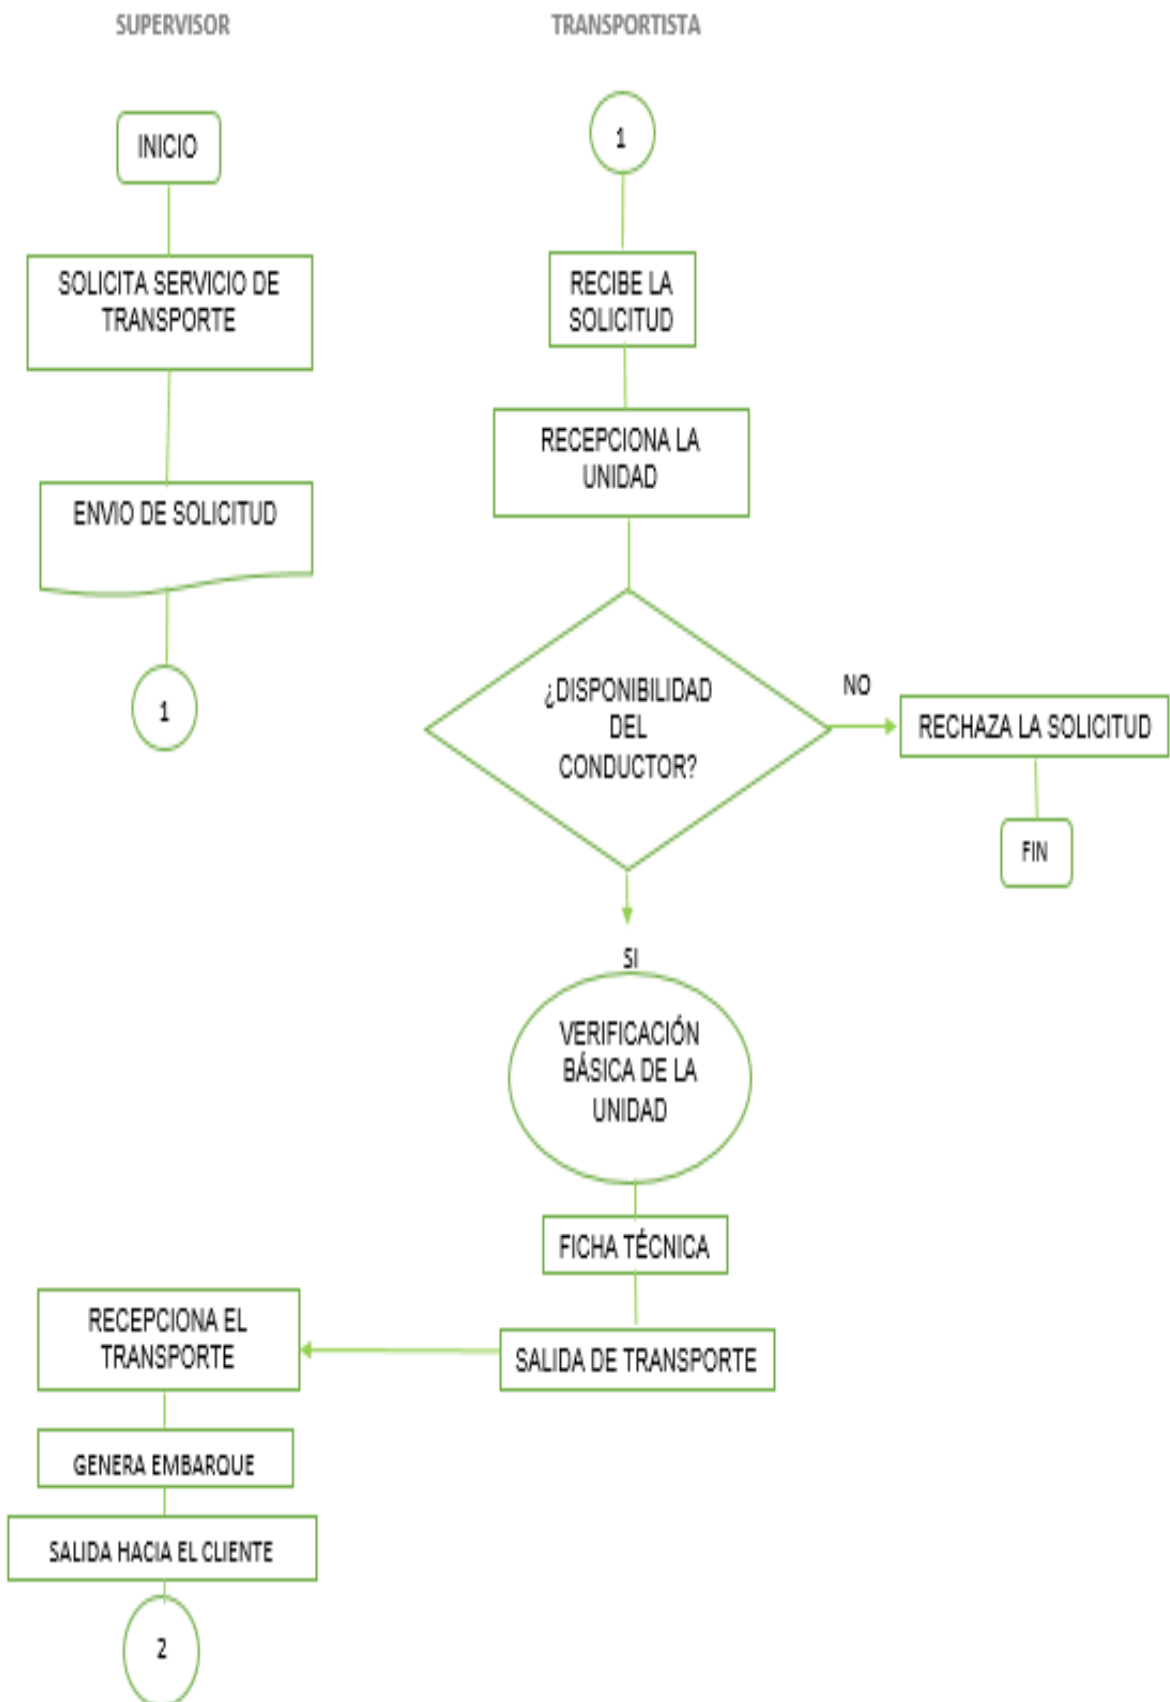 SUPERVISOR
TRANSPORTISTA
INICIO
SOLICITA SERVICIO DE
TRANSPORTE
ENVIO DE SOLICITUD
1
1
RECIBE LA
SOLICITUD
RECEPCIONA LA
UNIDAD
¿DISPONIBILIDAD
DEL
CONDUCTOR?
NO
RECHAZA LA SOLICITUD
FIN
SI
VERIFICACIÓN
BÁSICA DE LA
UNIDAD
FICHA TÉCNICA
SALIDA DE TRANSPORTE
RECEPCIONA EL
TRANSPORTE
GENERA EMBARQUE
SALIDA HACIA EL CLIENTE
2